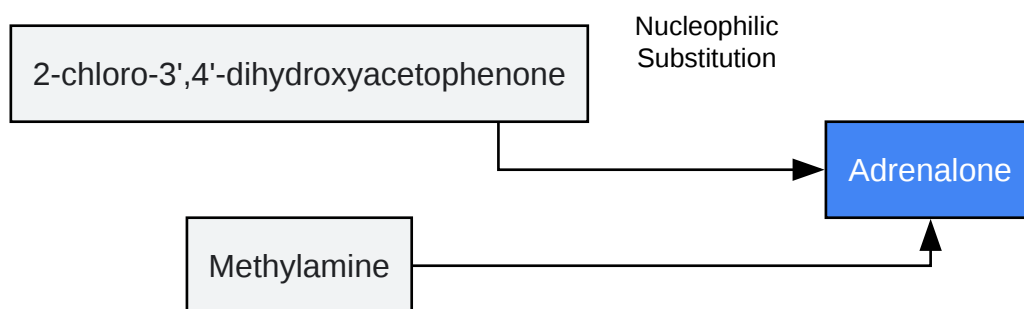 Nucleophilic
Substitution
2-chloro-3',4'-dihydroxyacetophenone
Adrenalone
Methylamine